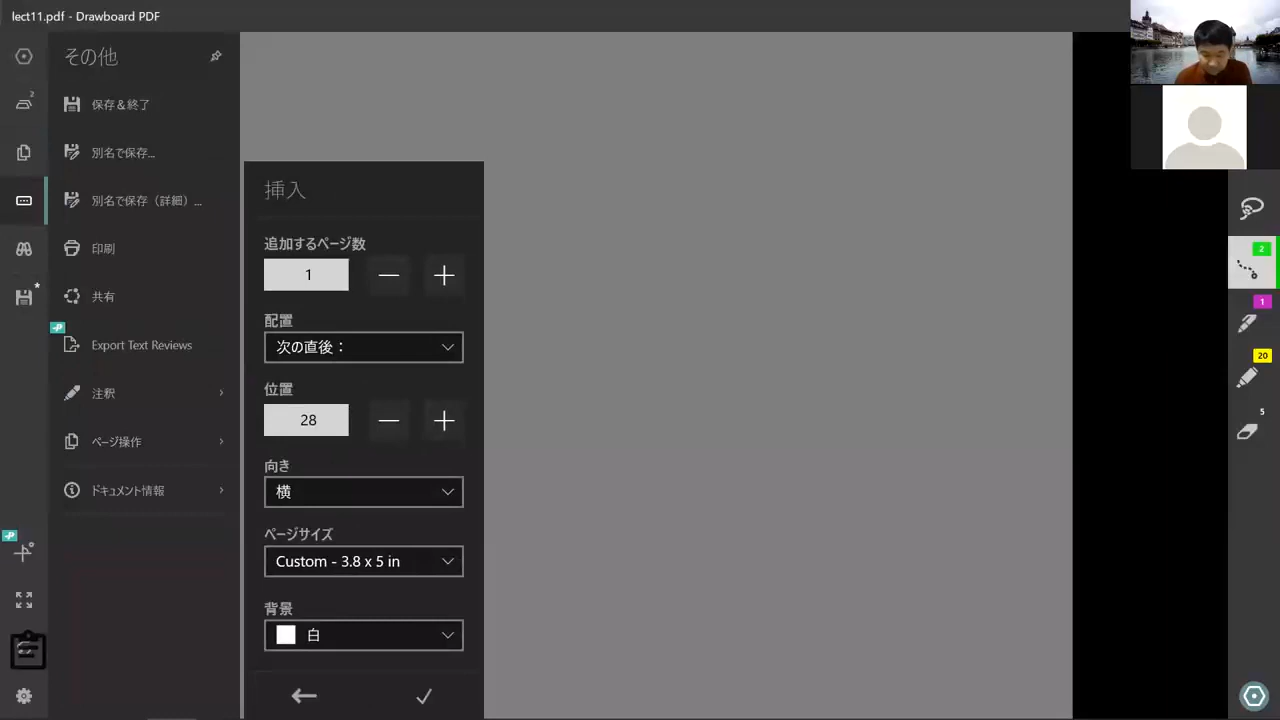 lect11.pdf - Drawboard PDF
その他
保存&終了
別名で保存...
別名で保存（詳細）...
印刷
共有
Export Text Reviews
注釈
ページ操作
ドキュメント情報
挿入
追加するページ数
1
配置
次の直後：
位置
28
向き
横
ページサイズ
Custom - 3.8 x 5 in
背景
白
2
P
P
2
1
20
5